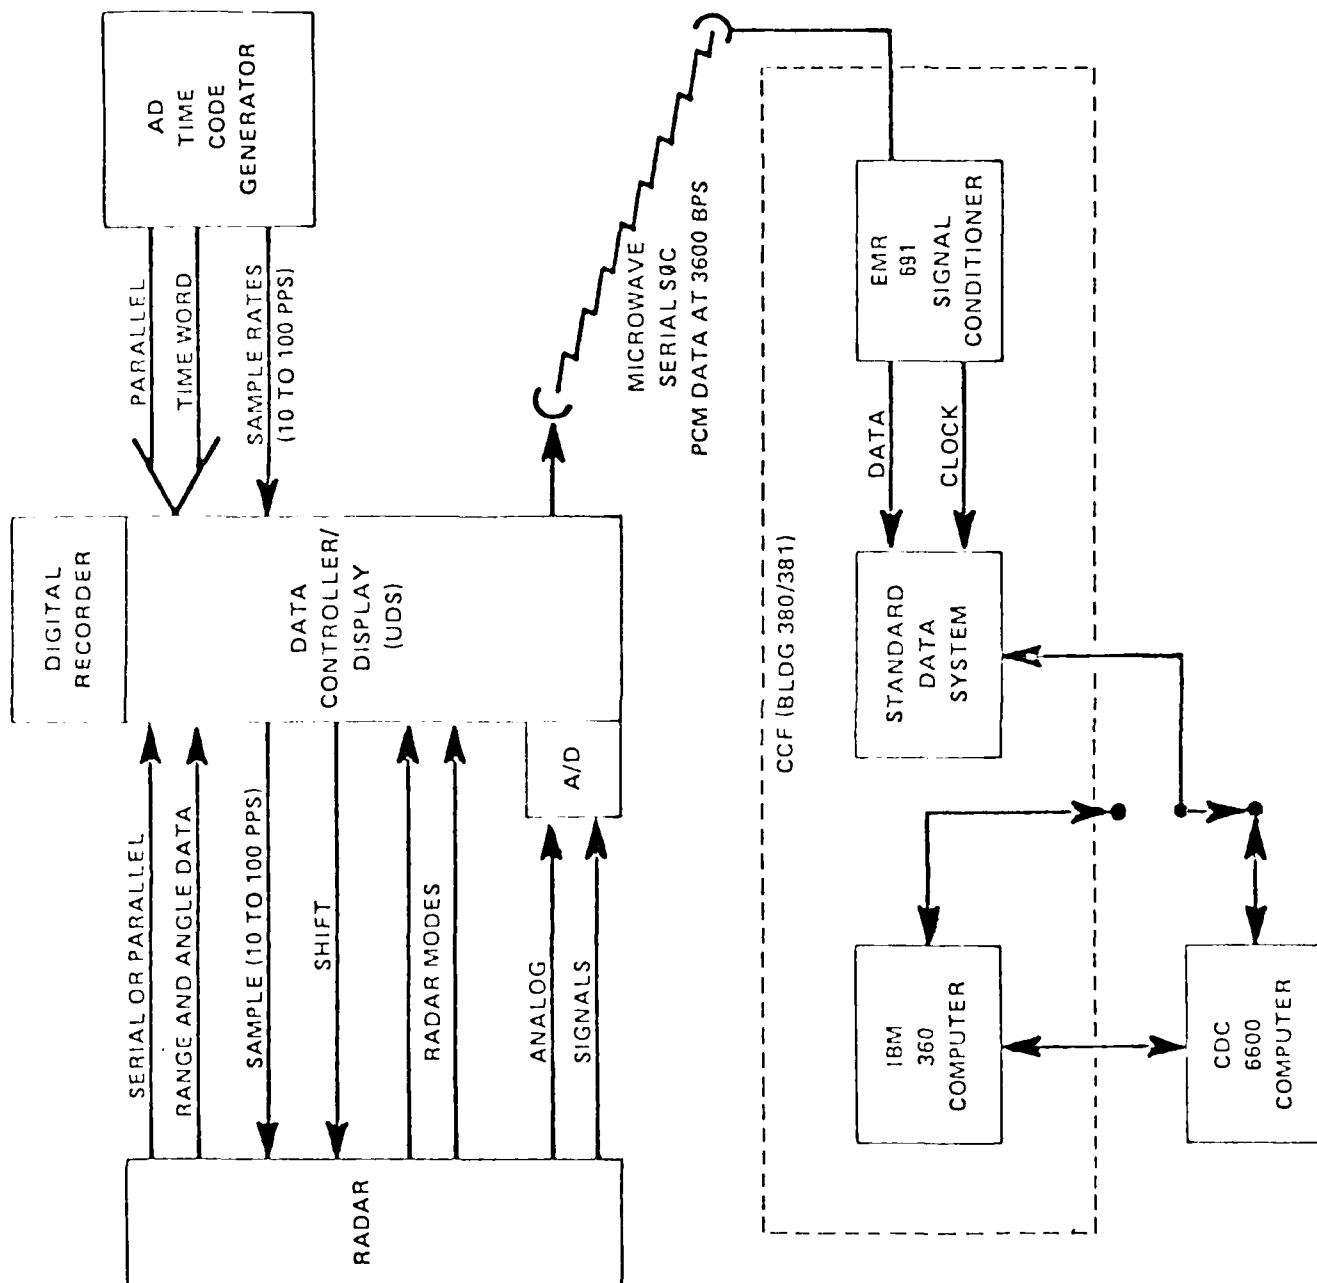 RADAR
SERIAL OR PARALLEL
RANGE AND ANGLE DATA
SAMPLE (10 TO 100 PPS)
SHIFT
RADAR MODES
ANALOG
SIGNALS
A/D
DIGITAL
RECORDER
DATA
CONTROLLER/
DISPLAY
(UDS)
PARALLEL
TIME WORD
SAMPLE RATES
(10 TO 100 PPS)
AD
TIME
CODE
GENERATOR
MICROWAVE
SERIAL SØC
PCM DATA AT 3600 BPS
CCF (BLDG 380/381)
IBM
360
COMPUTER
STANDARD
DATA
SYSTEM
DATA
CLOCK
EMR
691
SIGNAL
CONDITIONER
CDC
6600
COMPUTER